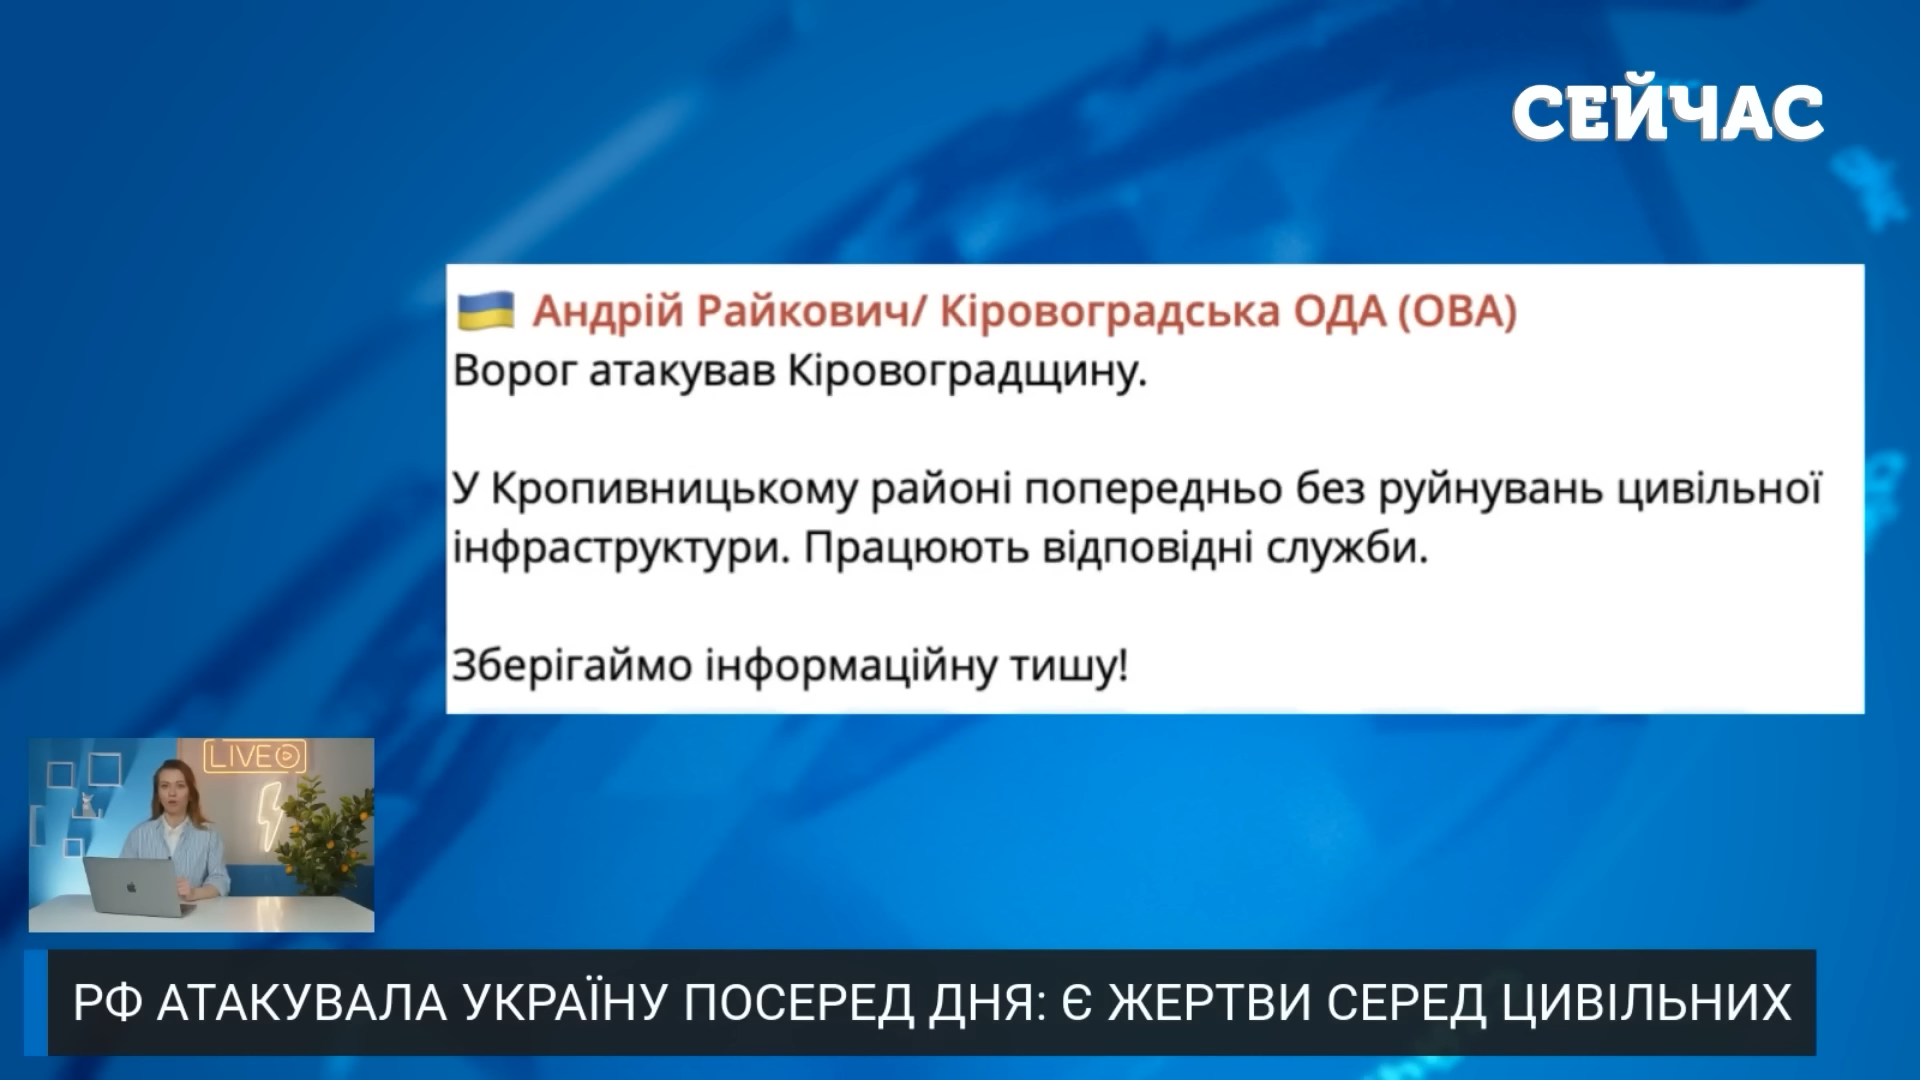 СЕЙЧАС
Андрій Райкович/ Кіровоградська ОДА (ОВА)
Ворог атакував Кіровоградщину.
У Кропивницькому районі попередньо без руйнувань цивільної
інфраструктури. Працюють відповідні служби.
Зберігаймо інформаційну тишу!
LIVE
РФ АТАКУВАЛА УКРАЇНУ ПОСЕРЕД ДНЯ: Є ЖЕРТВИ СЕРЕД ЦИВІЛЬНИХ